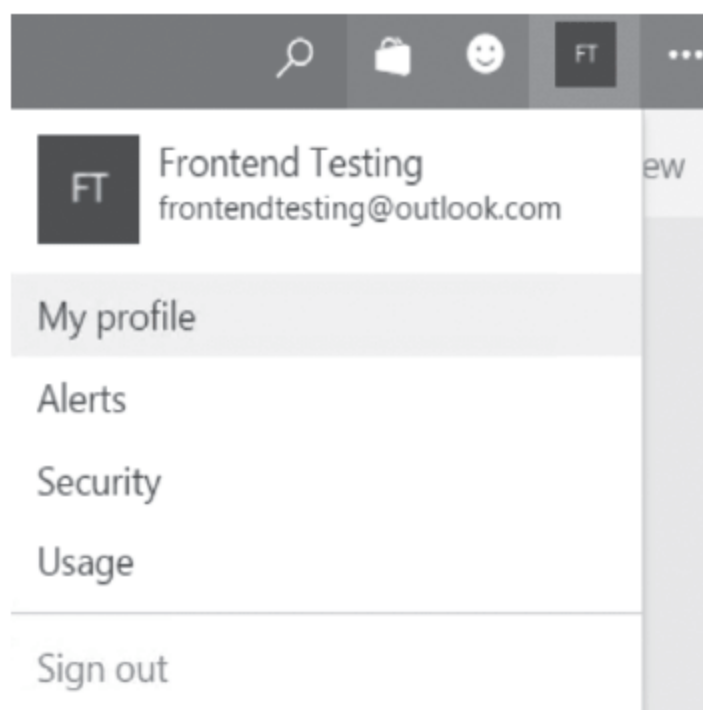 FT
FT
Frontend Testing
frontendtesting@outlook.com
ew
My profile
Alerts
Security
Usage
Sign out